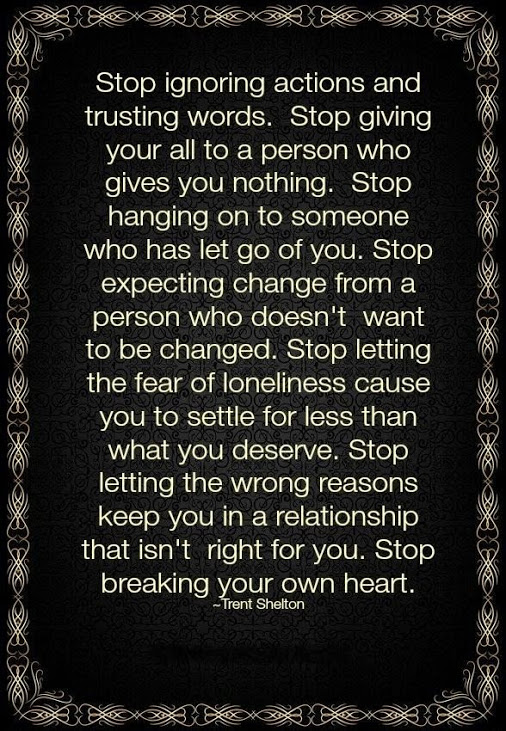 Stop ignoring actions and
trusting words.  Stop giving
your all to a person who
gives you nothing.  Stop
hanging on to someone
who has let go of you. Stop
expecting change from a
person who doesn't  want
to be changed. Stop letting
the fear of loneliness cause
you to settle for less than
what you deserve. Stop
letting the wrong reasons
keep you in a relationship
that isn't  right for you. Stop
breaking your own heart.
~Trent Shelton